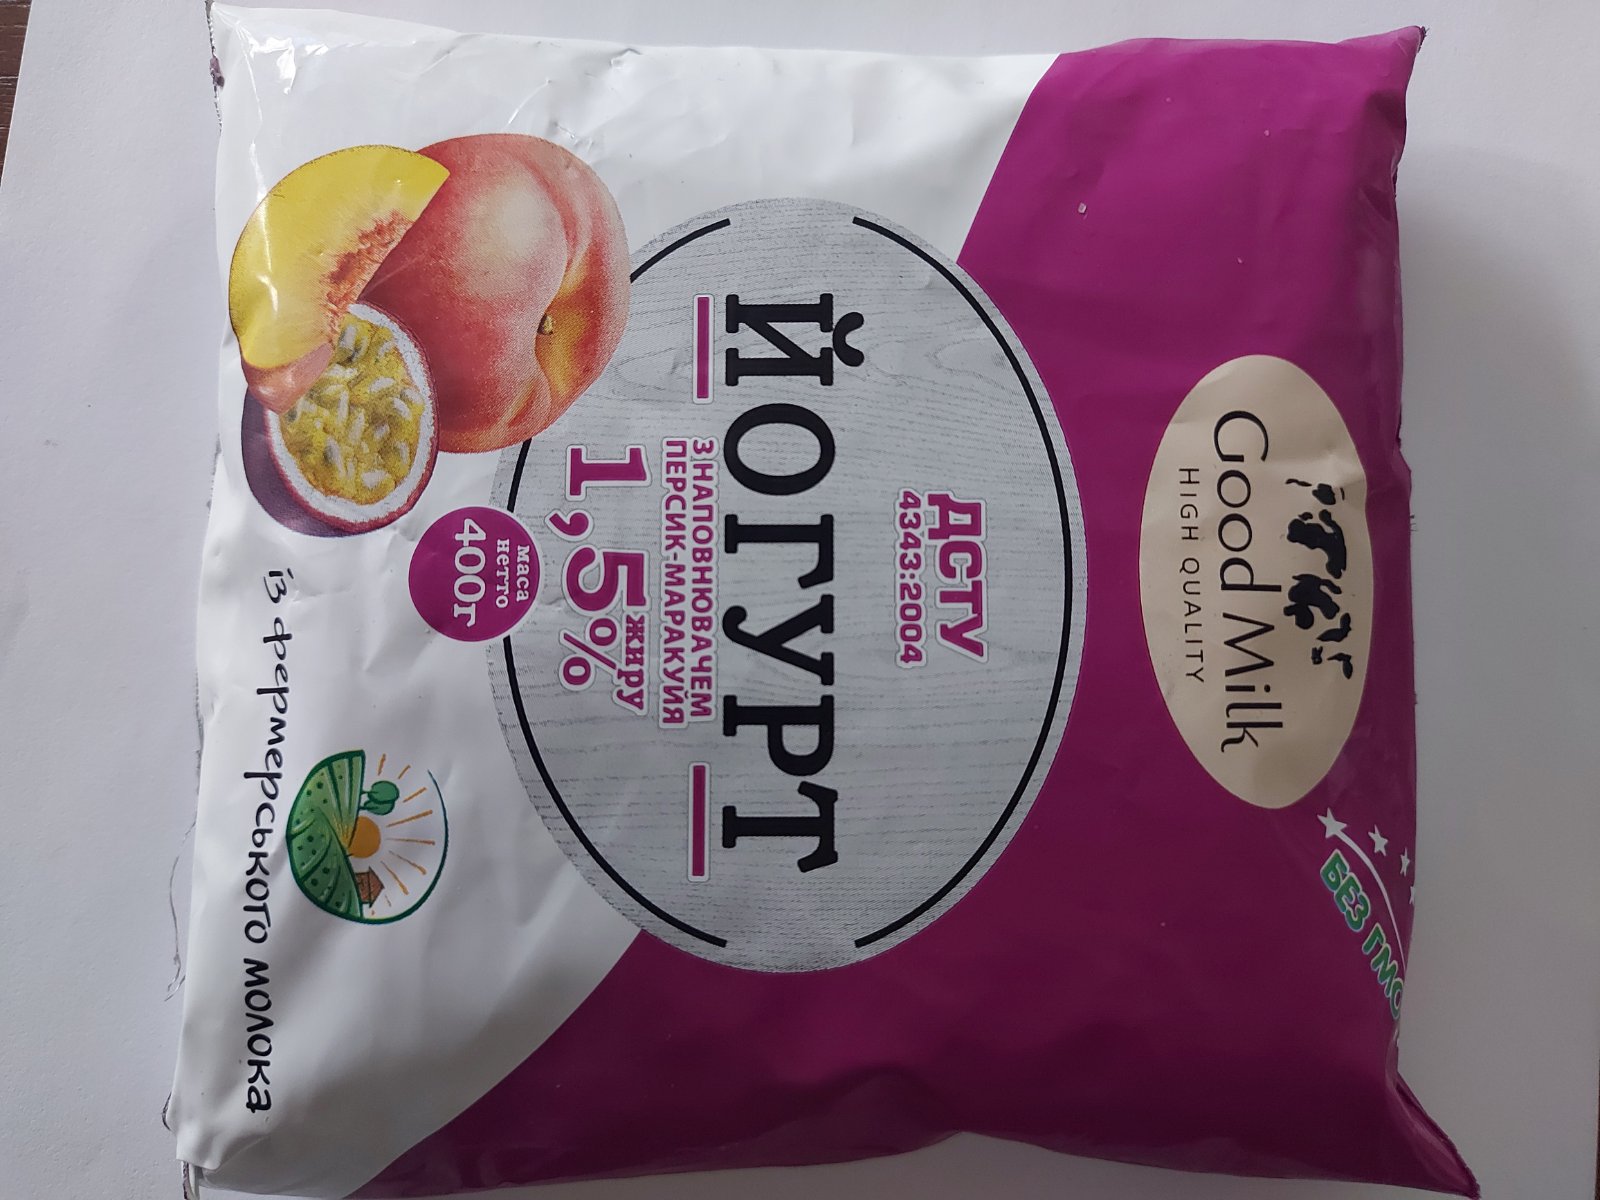 Good Milk
HIGH QUALITY
БЕЗ ГМО
ДСТУ
4343:2004
йогурт
З НАПОВНЮВАЧЕМ
ПЕРСИК-МАРАКУЙЯ
1,5% жиру
маса
нетто
400г
із фермерського молока